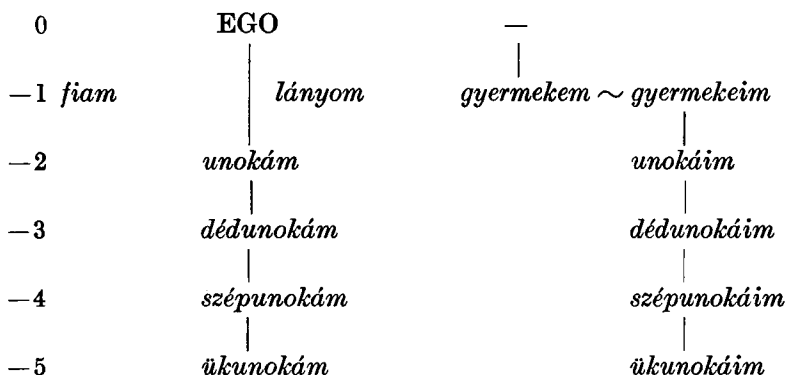 0 EGO —
—1 fiam lányom gyermekem ~ gyermekeim
—2 unokám unokáim
—3 dédunokám dédunokáim
—4 szépunokám szépunokáim
—5 ükunokám ükunokáim